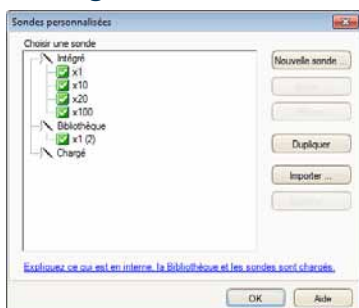 Sondes personnalisées
Choisir une sonde
Intégré
x1
x10
x20
x100
Bibliothèque
x1 (2)
Chargé
Nouvelle sonde ...
Dupliquer
Importer ...
Expliquez ce qui est en interne, la Bibliothèque et les sondes sont chargés.
OK
Aide